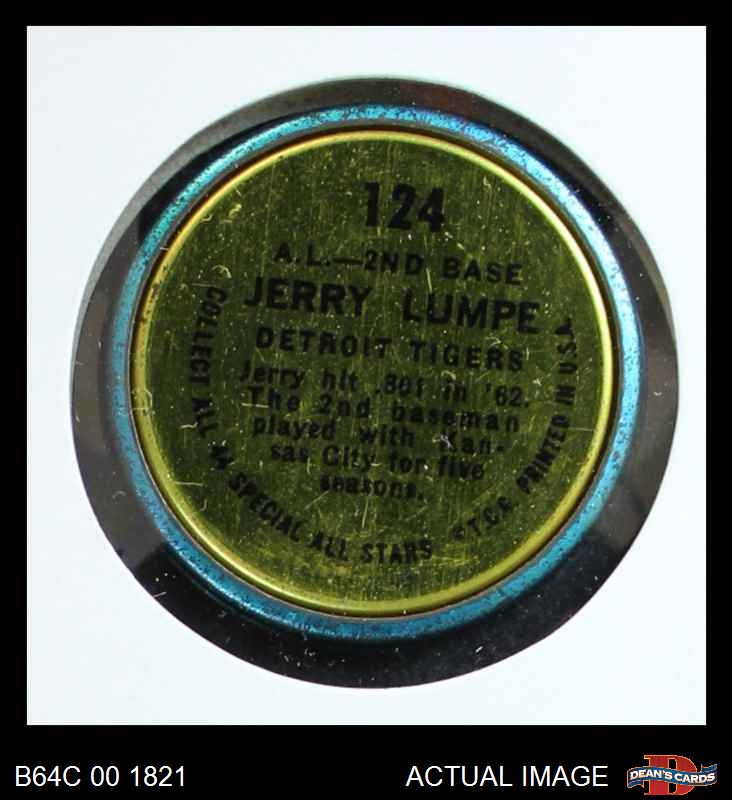 124
A.L.—2ND BASE
JERRY LUMPE
DETROIT TIGERS
Jerry hit .301 in '62.
The 2nd baseman
played with Kan-
sas City for five
seasons.
COLLECT ALL 44 SPECIAL ALL STARS © T.C.G. PRINTED IN U.S.A.
B64C 00 1821
ACTUAL IMAGE
DEAN'S CARDS